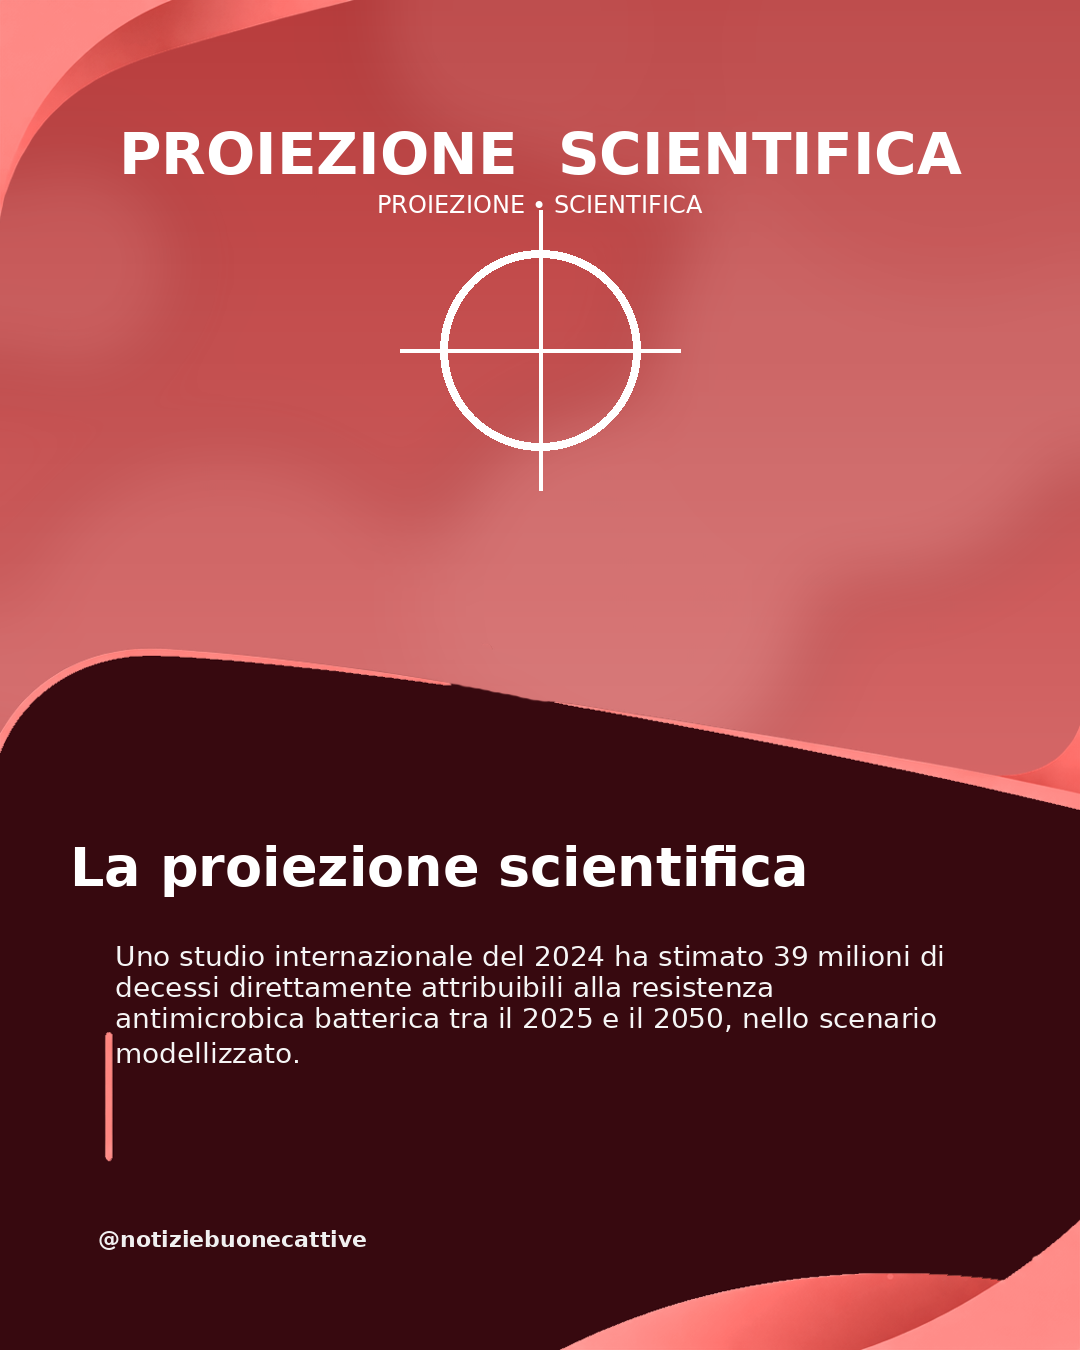 PROIEZIONE SCIENTIFICA
PROIEZIONE • SCIENTIFICA
La proiezione scientifica
Uno studio internazionale del 2024 ha stimato 39 milioni di
decessi direttamente attribuibili alla resistenza
antimicrobica batterica tra il 2025 e il 2050, nello scenario
modellizzato.
@notiziebuonecattive